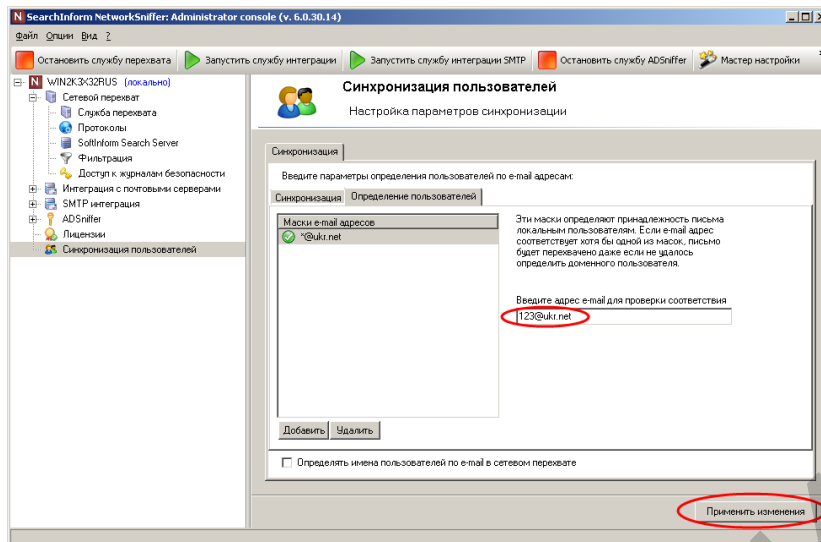 SearchInform NetworkSniffer: Administrator console (v. 6.0.30.14)
Файл Опции Вид ?
Остановить службу перехвата Запустить службу интеграции Запустить службу интеграции SMTP Остановить службу ADSniffer Мастер настройки
WIN2K3X32RUS (локально)
Сетевой перехват
Служба перехвата
Протоколы
SoftInform Search Server
Фильтрация
Доступ к журналам безопасности
Интеграция с почтовыми серверами
SMTP интеграция
ADSniffer
Лицензии
Синхронизация пользователей
Синхронизация пользователей
Настройка параметров синхронизации
Синхронизация
Введите параметры определения пользователей по e-mail адресам:
Синхронизация Определение пользователей
Маски e-mail адресов
*@ukr.net
Эти маски определяют принадлежность письма
локальным пользователям. Если e-mail адрес
соответствует хотя бы одной из масок, письмо
будет перехвачено даже если не удалось
определить доменного пользователя.
Введите адрес e-mail для проверки соответствия
123@ukr.net
Добавить Удалить
Определять имена пользователей по e-mail в сетевом перехвате
Применить изменения